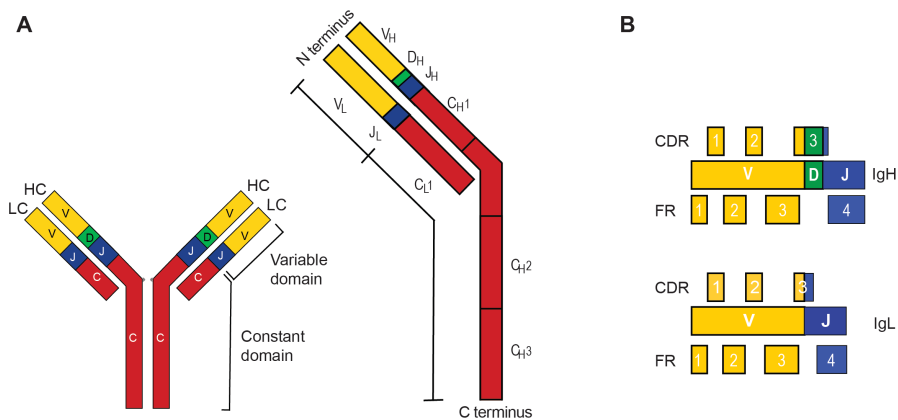 A
HC
LC
V
V
D
J
J
C
C
HC
LC
V
V
D
J
J
C
C
Variable
domain
Constant
domain
N terminus
VH
DH
JH
CH1
VL
JL
CL1
CH2
CH3
C terminus
B
CDR 1 2 3
V D J IgH
FR 1 2 3 4
CDR 1 2 3
V J IgL
FR 1 2 3 4